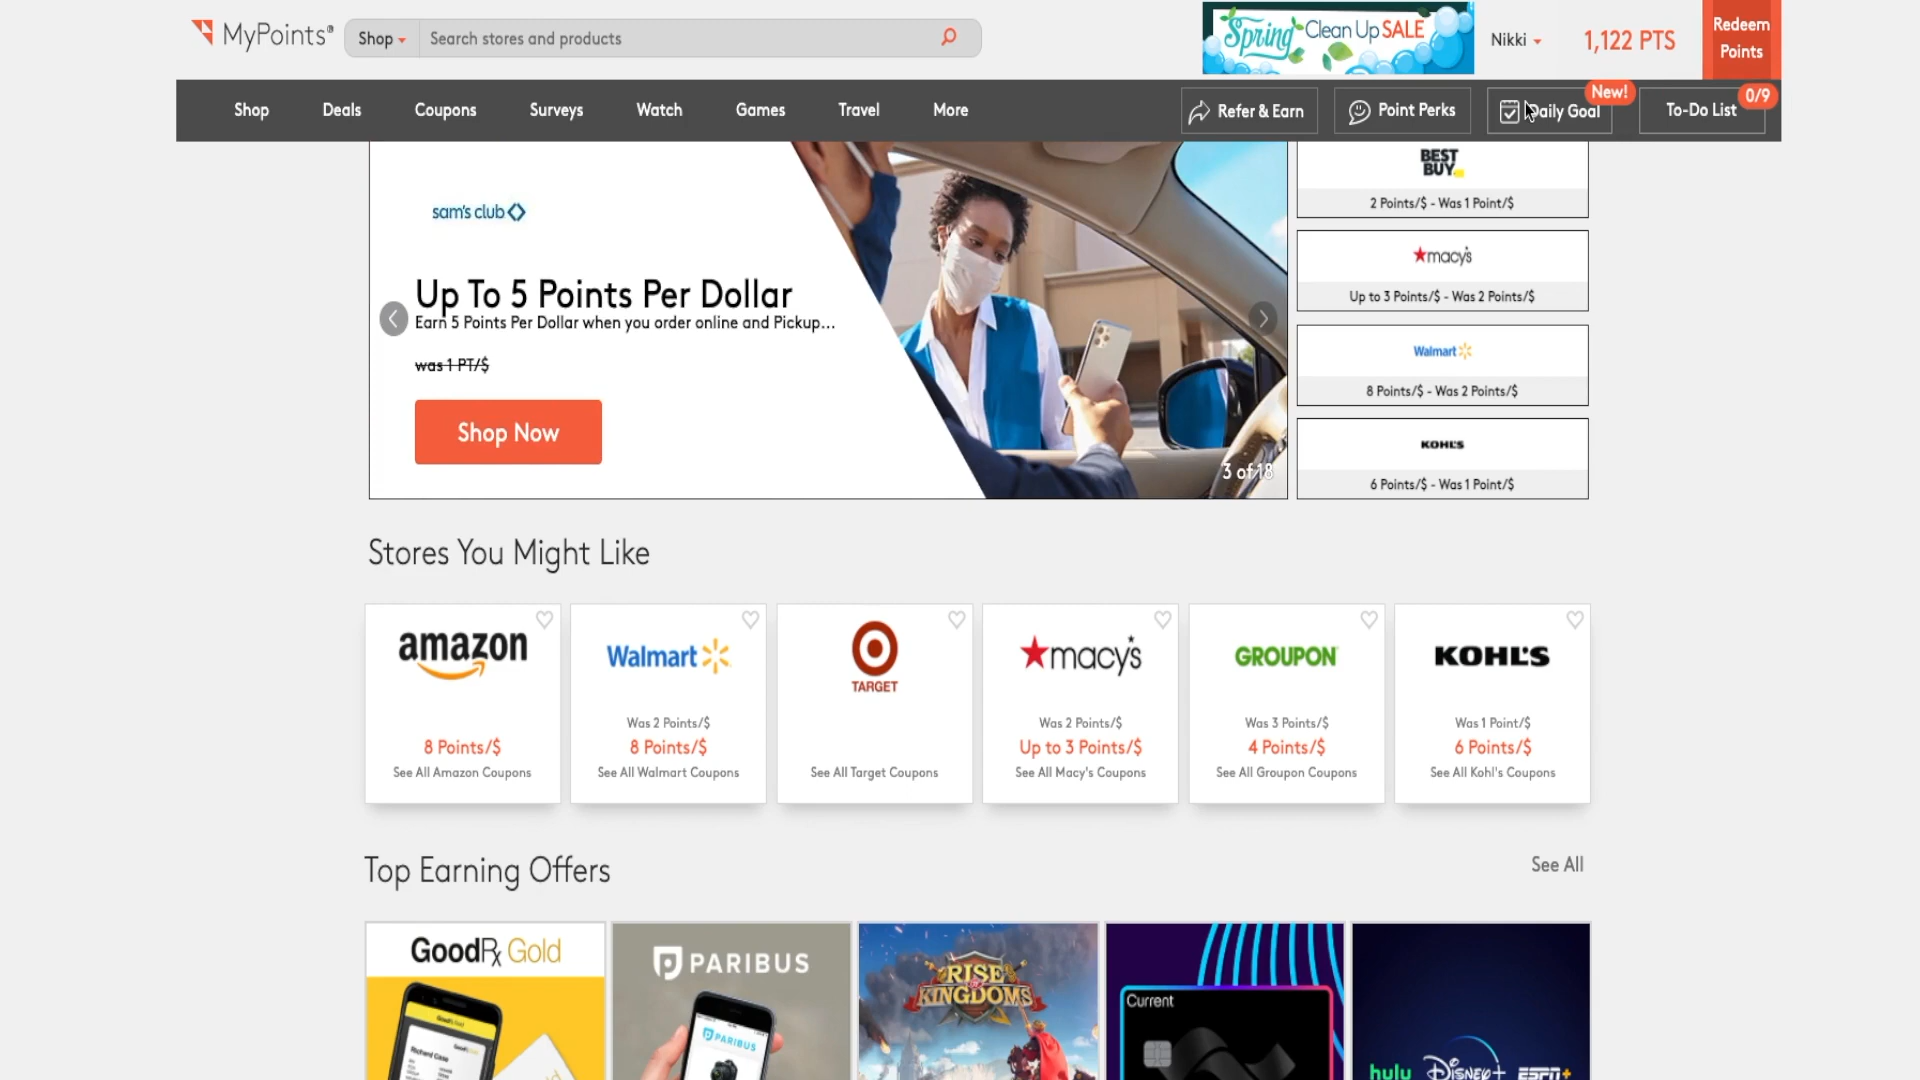 MyPoints®
Shop
Search stores and products
Spring Clean Up SALE
Nikki
1,122 PTS
Redeem
Points
Shop
Deals
Coupons
Surveys
Watch
Games
Travel
More
Refer & Earn
Point Perks
Daily Goal
New!
To-Do List
0/9
sam's club
Up To 5 Points Per Dollar
Earn 5 Points Per Dollar when you order online and Pickup...
was 1 PT/$
Shop Now
3 of 18
BEST
BUY
2 Points/$ - Was 1 Point/$
macy's
Up to 3 Points/$ - Was 2 Points/$
Walmart
8 Points/$ - Was 2 Points/$
KOHL'S
6 Points/$ - Was 1 Point/$
Stores You Might Like
amazon
8 Points/$
See All Amazon Coupons
Walmart
Was 2 Points/$
8 Points/$
See All Walmart Coupons
TARGET
See All Target Coupons
macy's
Was 2 Points/$
Up to 3 Points/$
See All Macy's Coupons
GROUPON
Was 3 Points/$
4 Points/$
See All Groupon Coupons
KOHL'S
Was 1 Point/$
6 Points/$
See All Kohl's Coupons
Top Earning Offers
See All
GoodRx Gold
GoodRx Gold
Richard Case
PARIBUS
PARIBUS
RISE OF
KINGDOMS
Current
hulu Disney+ ESPN+